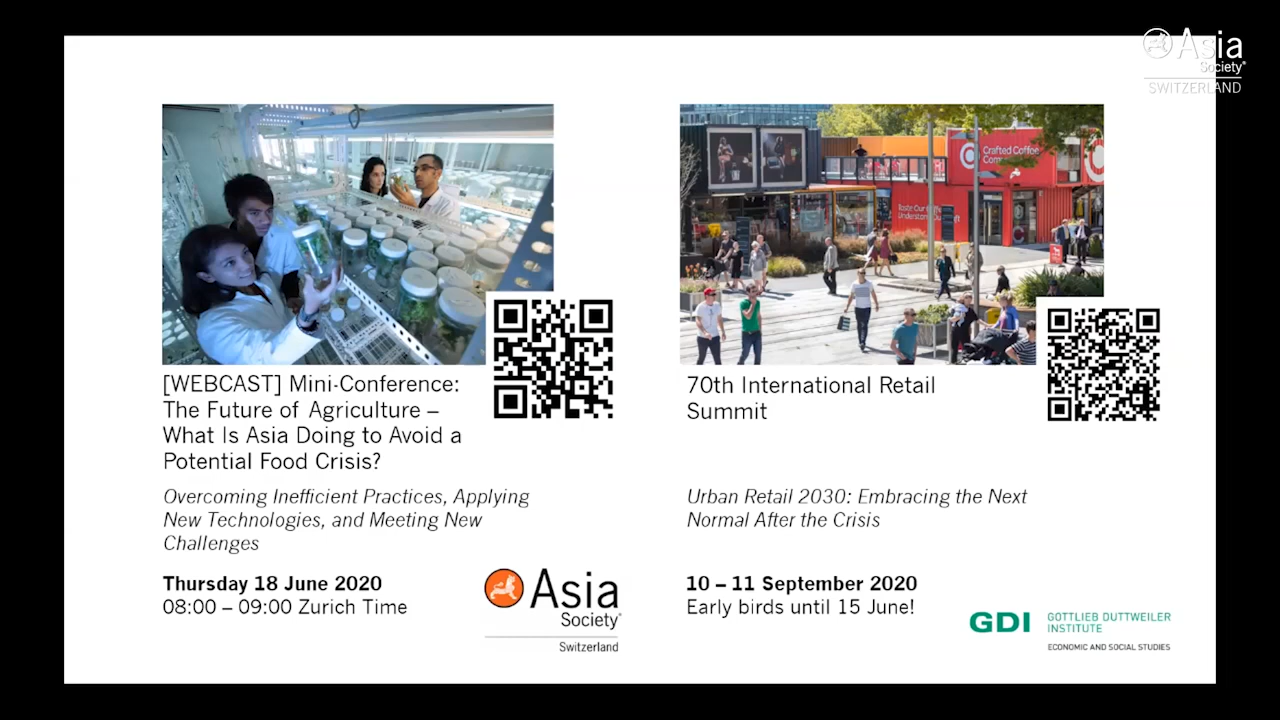 Asia
Society
SWITZERLAND
Crafted Coffee
[WEBCAST] Mini-Conference:
The Future of Agriculture –
What Is Asia Doing to Avoid a
Potential Food Crisis?
Overcoming Inefficient Practices, Applying
New Technologies, and Meeting New
Challenges
Thursday 18 June 2020
08:00 – 09:00 Zurich Time
Asia
Society
Switzerland
70th International Retail
Summit
Urban Retail 2030: Embracing the Next
Normal After the Crisis
10 – 11 September 2020
Early birds until 15 June!
GDI
GOTTLIEB DUTTWEILER
INSTITUTE
ECONOMIC AND SOCIAL STUDIES